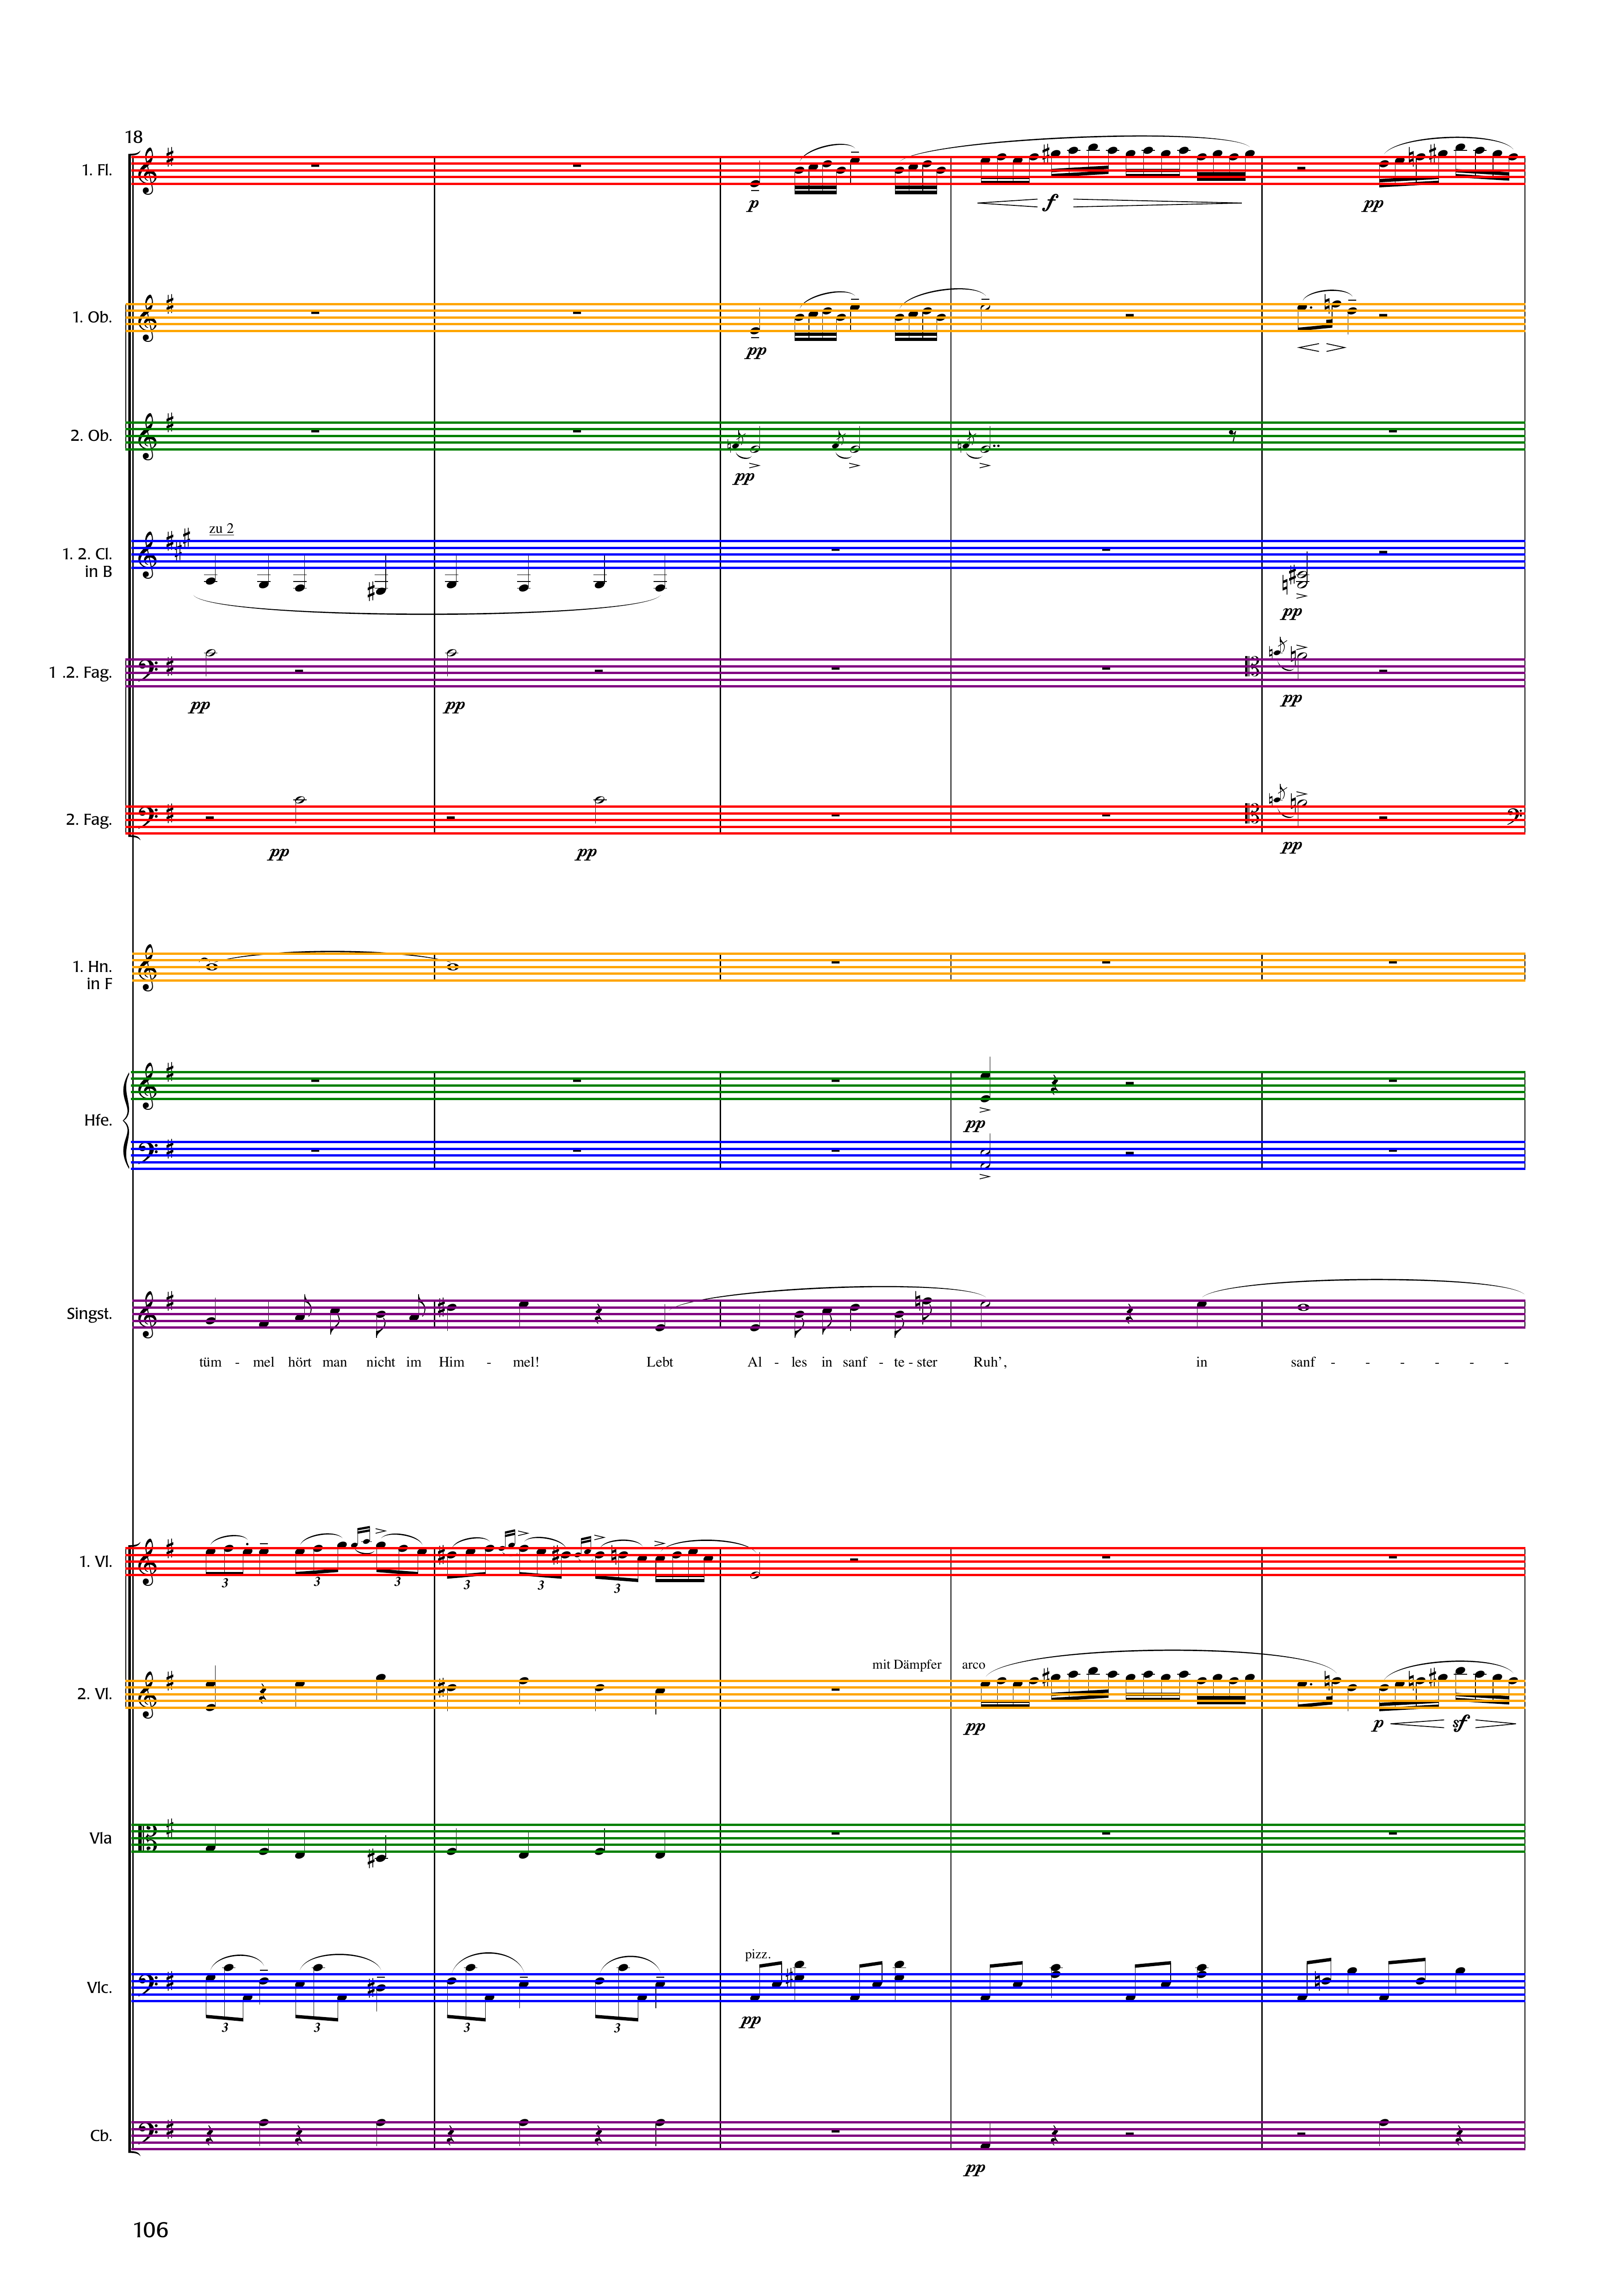 18
1. Fl.
p
f
pp
1. Ob.
pp
2. Ob.
pp
zu 2
1. 2. Cl.
in B
pp
1 .2. Fag.
pp
pp
pp
2. Fag.
pp
pp
pp
1. Hn.
in F
Hfe.
pp
Singst.
tüm - mel hört man nicht im Him - mel! Lebt Al - les in sanf - te - ster Ruh', in sanf - - - - - -
1. Vl.
3 3 3 3 3 3
mit Dämpfer arco
2. Vl.
pp
p sf
Vla
pizz.
Vlc.
3 3 3 3
pp
Cb.
pp
106